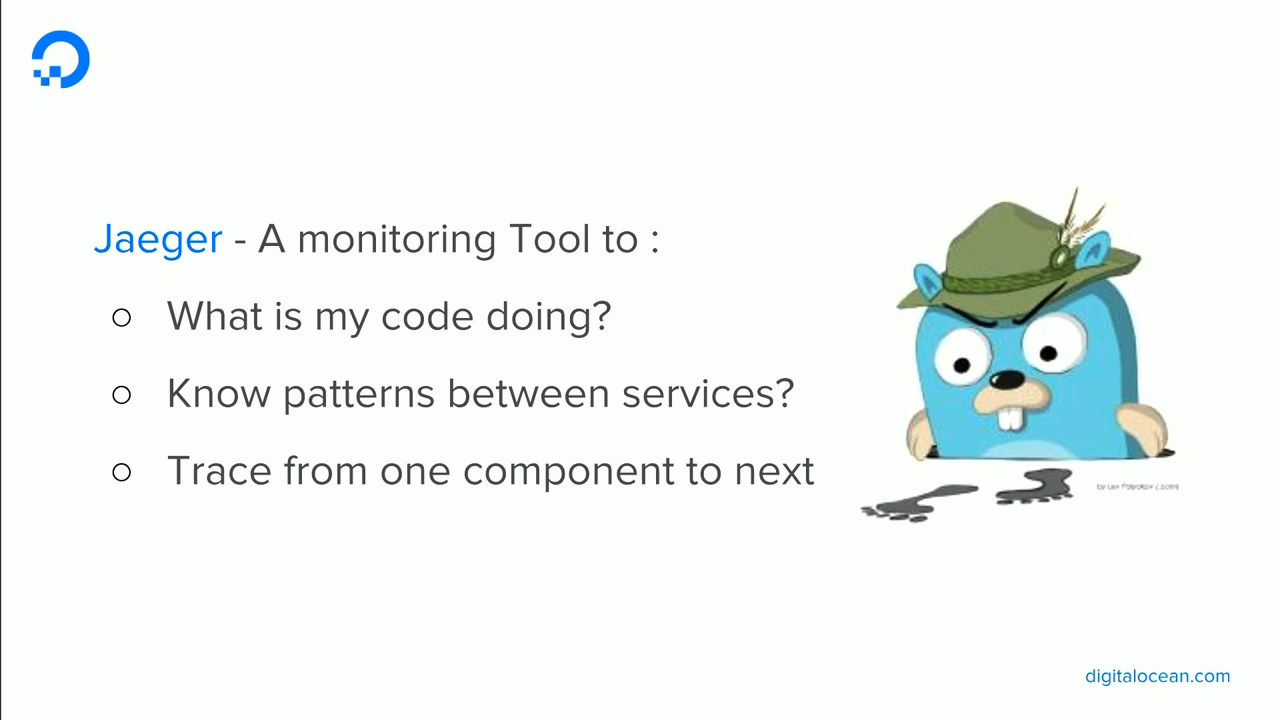 Jaeger - A monitoring Tool to :
○ What is my code doing?
○ Know patterns between services?
○ Trace from one component to next
digitalocean.com